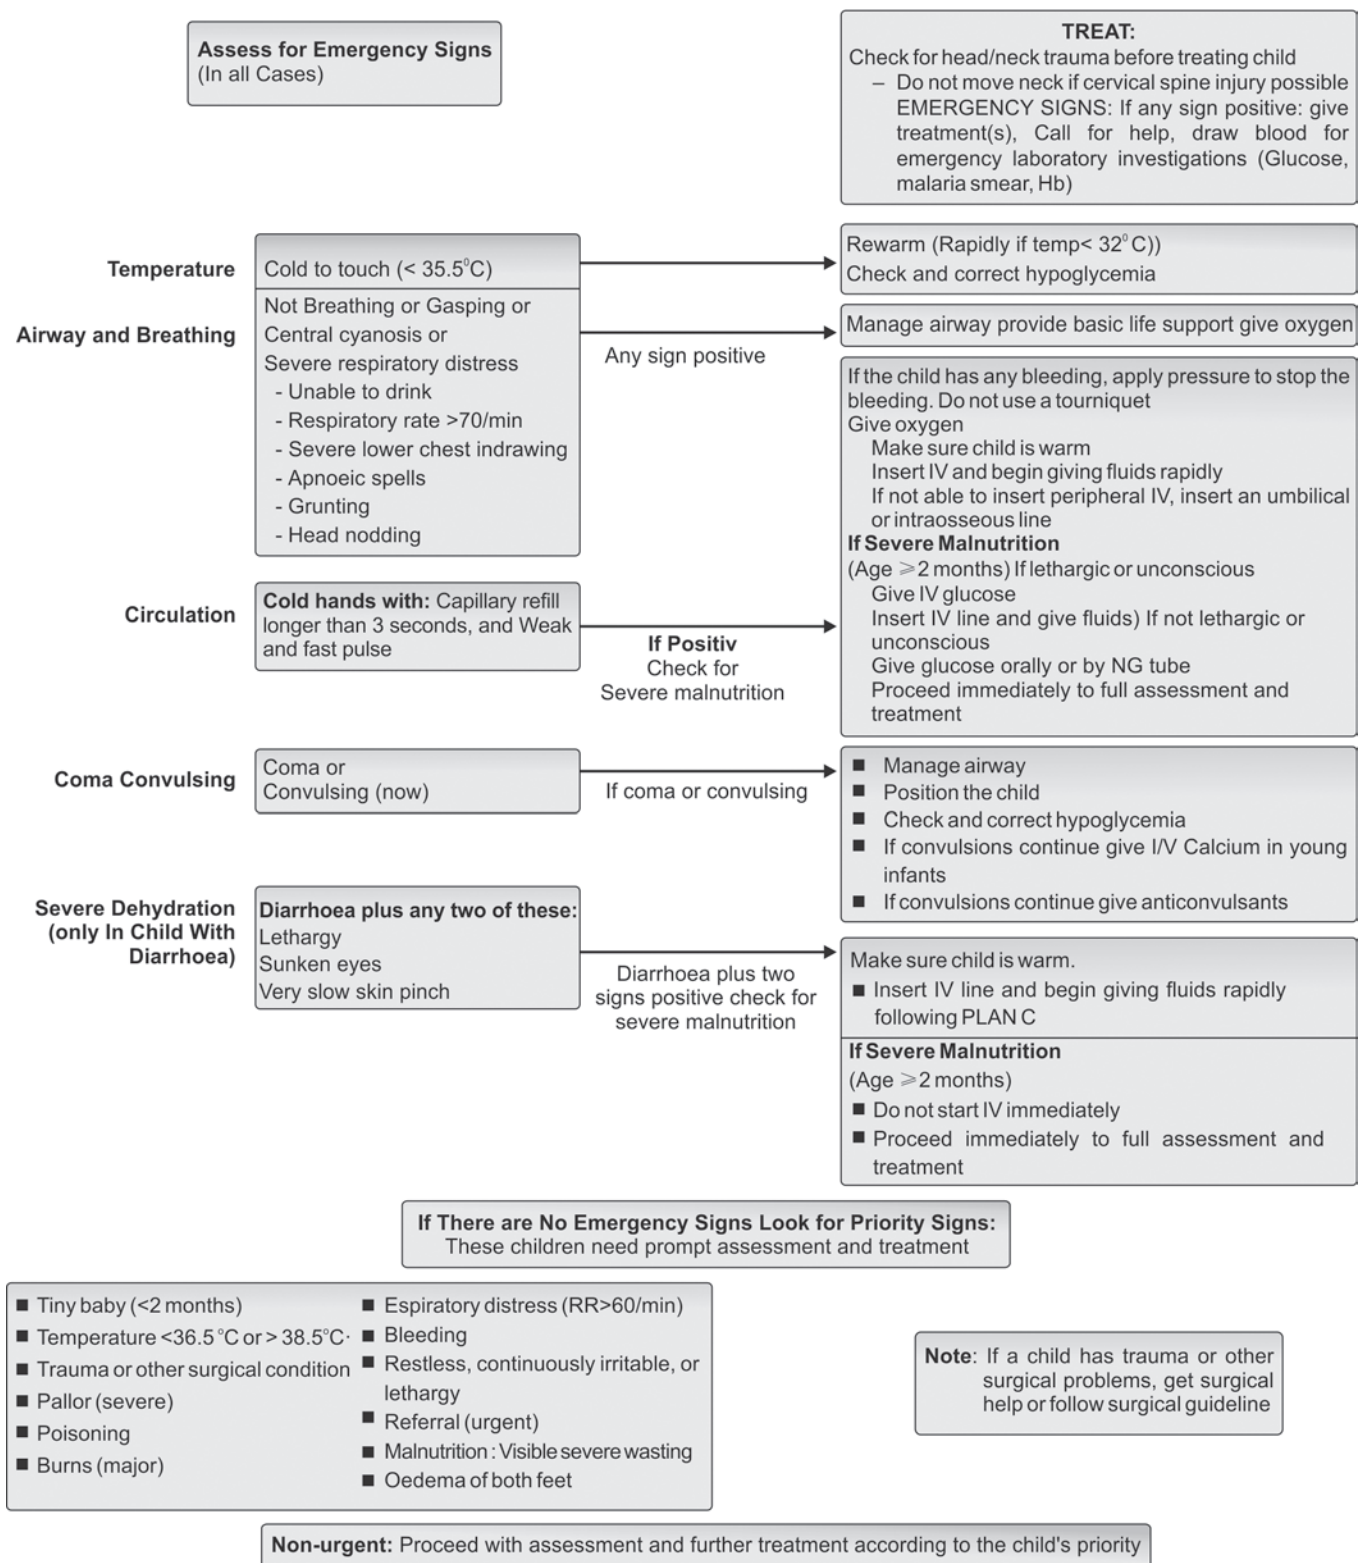 Assess for Emergency Signs
(In all Cases)
TREAT:
Check for head/neck trauma before treating child
– Do not move neck if cervical spine injury possible
EMERGENCY SIGNS: If any sign positive: give
treatment(s), Call for help, draw blood for
emergency laboratory investigations (Glucose,
malaria smear, Hb)
Temperature
Cold to touch (< 35.5⁰C)
Rewarm (Rapidly if temp< 32⁰ C))
Check and correct hypoglycemia
Airway and Breathing
Not Breathing or Gasping or
Central cyanosis or
Severe respiratory distress
- Unable to drink
- Respiratory rate >70/min
- Severe lower chest indrawing
- Apnoeic spells
- Grunting
- Head nodding
Any sign positive
Manage airway provide basic life support give oxygen
If the child has any bleeding, apply pressure to stop the
bleeding. Do not use a tourniquet
Give oxygen
Make sure child is warm
Insert IV and begin giving fluids rapidly
If not able to insert peripheral IV, insert an umbilical
or intraosseous line
If Severe Malnutrition
(Age ⩾2 months) If lethargic or unconscious
Give IV glucose
Insert IV line and give fluids) If not lethargic or
unconscious
Give glucose orally or by NG tube
Proceed immediately to full assessment and
treatment
Circulation
Cold hands with: Capillary refill
longer than 3 seconds, and Weak
and fast pulse
If Positiv
Check for
Severe malnutrition
Coma Convulsing
Coma or
Convulsing (now)
If coma or convulsing
■ Manage airway
■ Position the child
■ Check and correct hypoglycemia
■ If convulsions continue give I/V Calcium in young
infants
■ If convulsions continue give anticonvulsants
Severe Dehydration
(only In Child With
Diarrhoea)
Diarrhoea plus any two of these:
Lethargy
Sunken eyes
Very slow skin pinch
Diarrhoea plus two
signs positive check for
severe malnutrition
Make sure child is warm.
■ Insert IV line and begin giving fluids rapidly
following PLAN C
If Severe Malnutrition
(Age ⩾2 months)
■ Do not start IV immediately
■ Proceed immediately to full assessment and
treatment
If There are No Emergency Signs Look for Priority Signs:
These children need prompt assessment and treatment
■ Tiny baby (<2 months)
■ Temperature <36.5°C or > 38.5°C·
■ Trauma or other surgical condition
■ Pallor (severe)
■ Poisoning
■ Burns (major)
■ Espiratory distress (RR>60/min)
■ Bleeding
■ Restless, continuously irritable, or
lethargy
■ Referral (urgent)
■ Malnutrition : Visible severe wasting
■ Oedema of both feet
Note: If a child has trauma or other
surgical problems, get surgical
help or follow surgical guideline
Non-urgent: Proceed with assessment and further treatment according to the child's priority